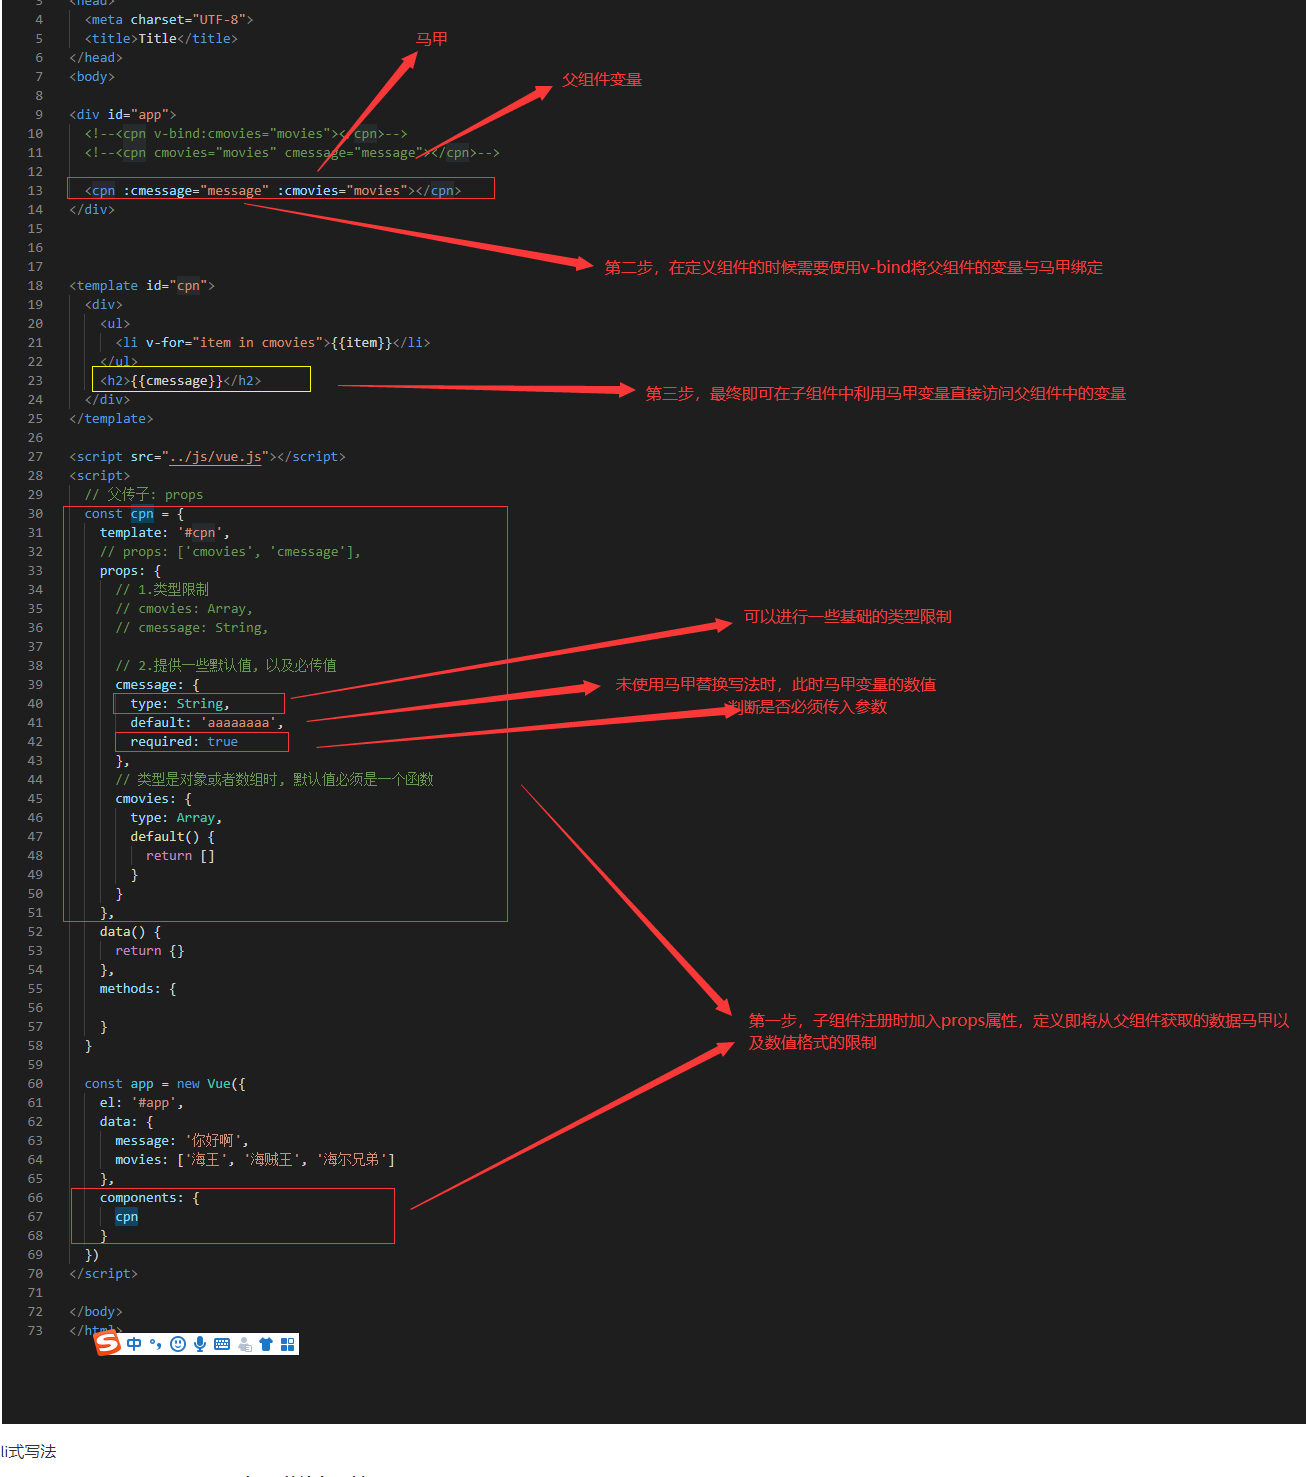 3 <head>
4 <meta charset="UTF-8">
5 <title>Title</title>
马甲
6 </head>
7 <body>
父组件变量
8
9 <div id="app">
10 <!--<cpn v-bind:cmovies="movies"></cpn>-->
11 <!--<cpn cmovies="movies" cmessage="message"></cpn>-->
12
13 <cpn :cmessage="message" :cmovies="movies"></cpn>
14 </div>
15
16
17
第二步，在定义组件的时候需要使用v-bind将父组件的变量与马甲绑定
18 <template id="cpn">
19 <div>
20 <ul>
21 <li v-for="item in cmovies">{{item}}</li>
22 </ul>
23 <h2>{{cmessage}}</h2>
第三步，最终即可在子组件中利用马甲变量直接访问父组件中的变量
24 </div>
25 </template>
26
27 <script src="../js/vue.js"></script>
28 <script>
29 // 父传子: props
30 const cpn = {
31 template: '#cpn',
32 // props: ['cmovies', 'cmessage'],
33 props: {
34 // 1.类型限制
35 // cmovies: Array,
可以进行一些基础的类型限制
36 // cmessage: String,
37
38 // 2.提供一些默认值, 以及必传值
39 cmessage: {
未使用马甲替换写法时，此时马甲变量的数值
40 type: String,
判断是否必须传入参数
41 default: 'aaaaaaaa',
42 required: true
43 },
44 // 类型是对象或者数组时, 默认值必须是一个函数
45 cmovies: {
46 type: Array,
47 default() {
48 return []
49 }
50 }
51 },
52 data() {
53 return {}
54 },
55 methods: {
56
57 }
第一步，子组件注册时加入props属性，定义即将从父组件获取的数据马甲以
及数值格式的限制
58 }
59
60 const app = new Vue({
61 el: '#app',
62 data: {
63 message: '你好啊',
64 movies: ['海王', '海贼王', '海尔兄弟']
65 },
66 components: {
67 cpn
68 }
69 })
70 </script>
71
72 </body>
73 </html>
S 中
li式写法